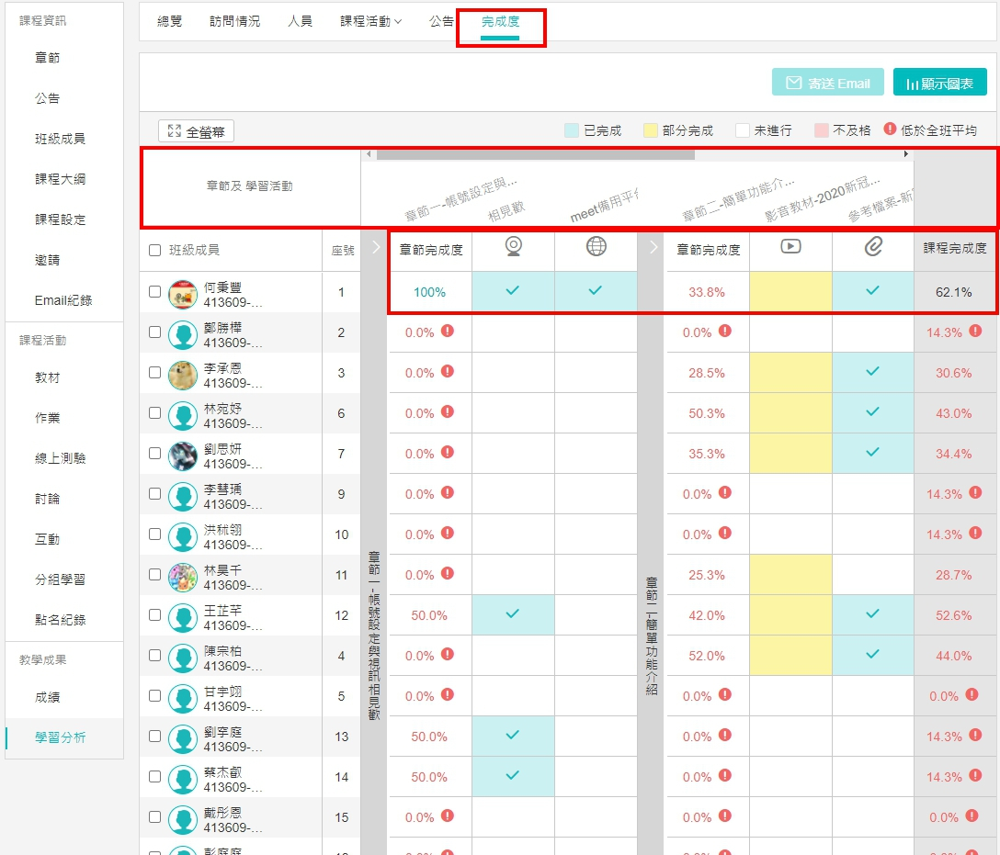 課程資訊
章節
公告
班級成員
課程大綱
課程設定
邀請
Email紀錄
課程活動
教材
作業
線上測驗
討論
互動
分組學習
點名紀錄
教學成果
成績
學習分析
總覽 訪問情況 人員 課程活動 公告 完成度
寄送 Email 顯示圖表
全螢幕 已完成 部分完成 未進行 不及格 低於全班平均
章節及 學習活動
章節一-帳號設定與...
相見歡
meet備用平台
章節二-簡單功能介...
影音教材-2020新冠...
參考檔案-新
班級成員 座號 章節完成度 章節完成度 課程完成度
章節一-帳號設定與視訊相見歡
章節二-簡單功能介紹
何秉豐
413609-... 1 100% 33.8% 62.1%
鄭勝樺
413609-... 2 0.0% 0.0% 14.3%
李承恩
413609-... 3 0.0% 28.5% 30.6%
林宛妤
413609-... 6 0.0% 50.3% 43.0%
劉思妍
413609-... 7 0.0% 35.3% 34.4%
李彗瑀
413609-... 9 0.0% 0.0% 14.3%
洪秫翎
413609-... 10 0.0% 0.0% 14.3%
林昊千
413609-... 11 0.0% 25.3% 28.7%
王芷芊
413609-... 12 50.0% 42.0% 52.6%
陳宗柏
413609-... 4 0.0% 52.0% 44.0%
甘宇翊
413609-... 5 0.0% 0.0% 0.0%
劉宰庭
413609-... 13 50.0% 0.0% 14.3%
蔡杰叡
413609-... 14 50.0% 0.0% 14.3%
戴彤恩
413609-... 15 0.0% 0.0% 0.0%